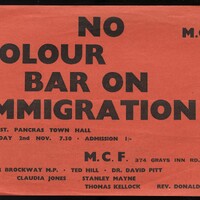 NO
M.C
OLOUR
BAR ON
MMIGRATION
ST. PANCRAS TOWN HALL
DAY 2nd NOV. 7.30 - ADMISSION 1/-
M.C.F. 374 GRAYS INN RD.
R BROCKWAY M.P. - TED HILL - DR. DAVID PITT
CLAUDIA JONES STANLEY MAYNE
THOMAS KELLOCK REV. DONALD